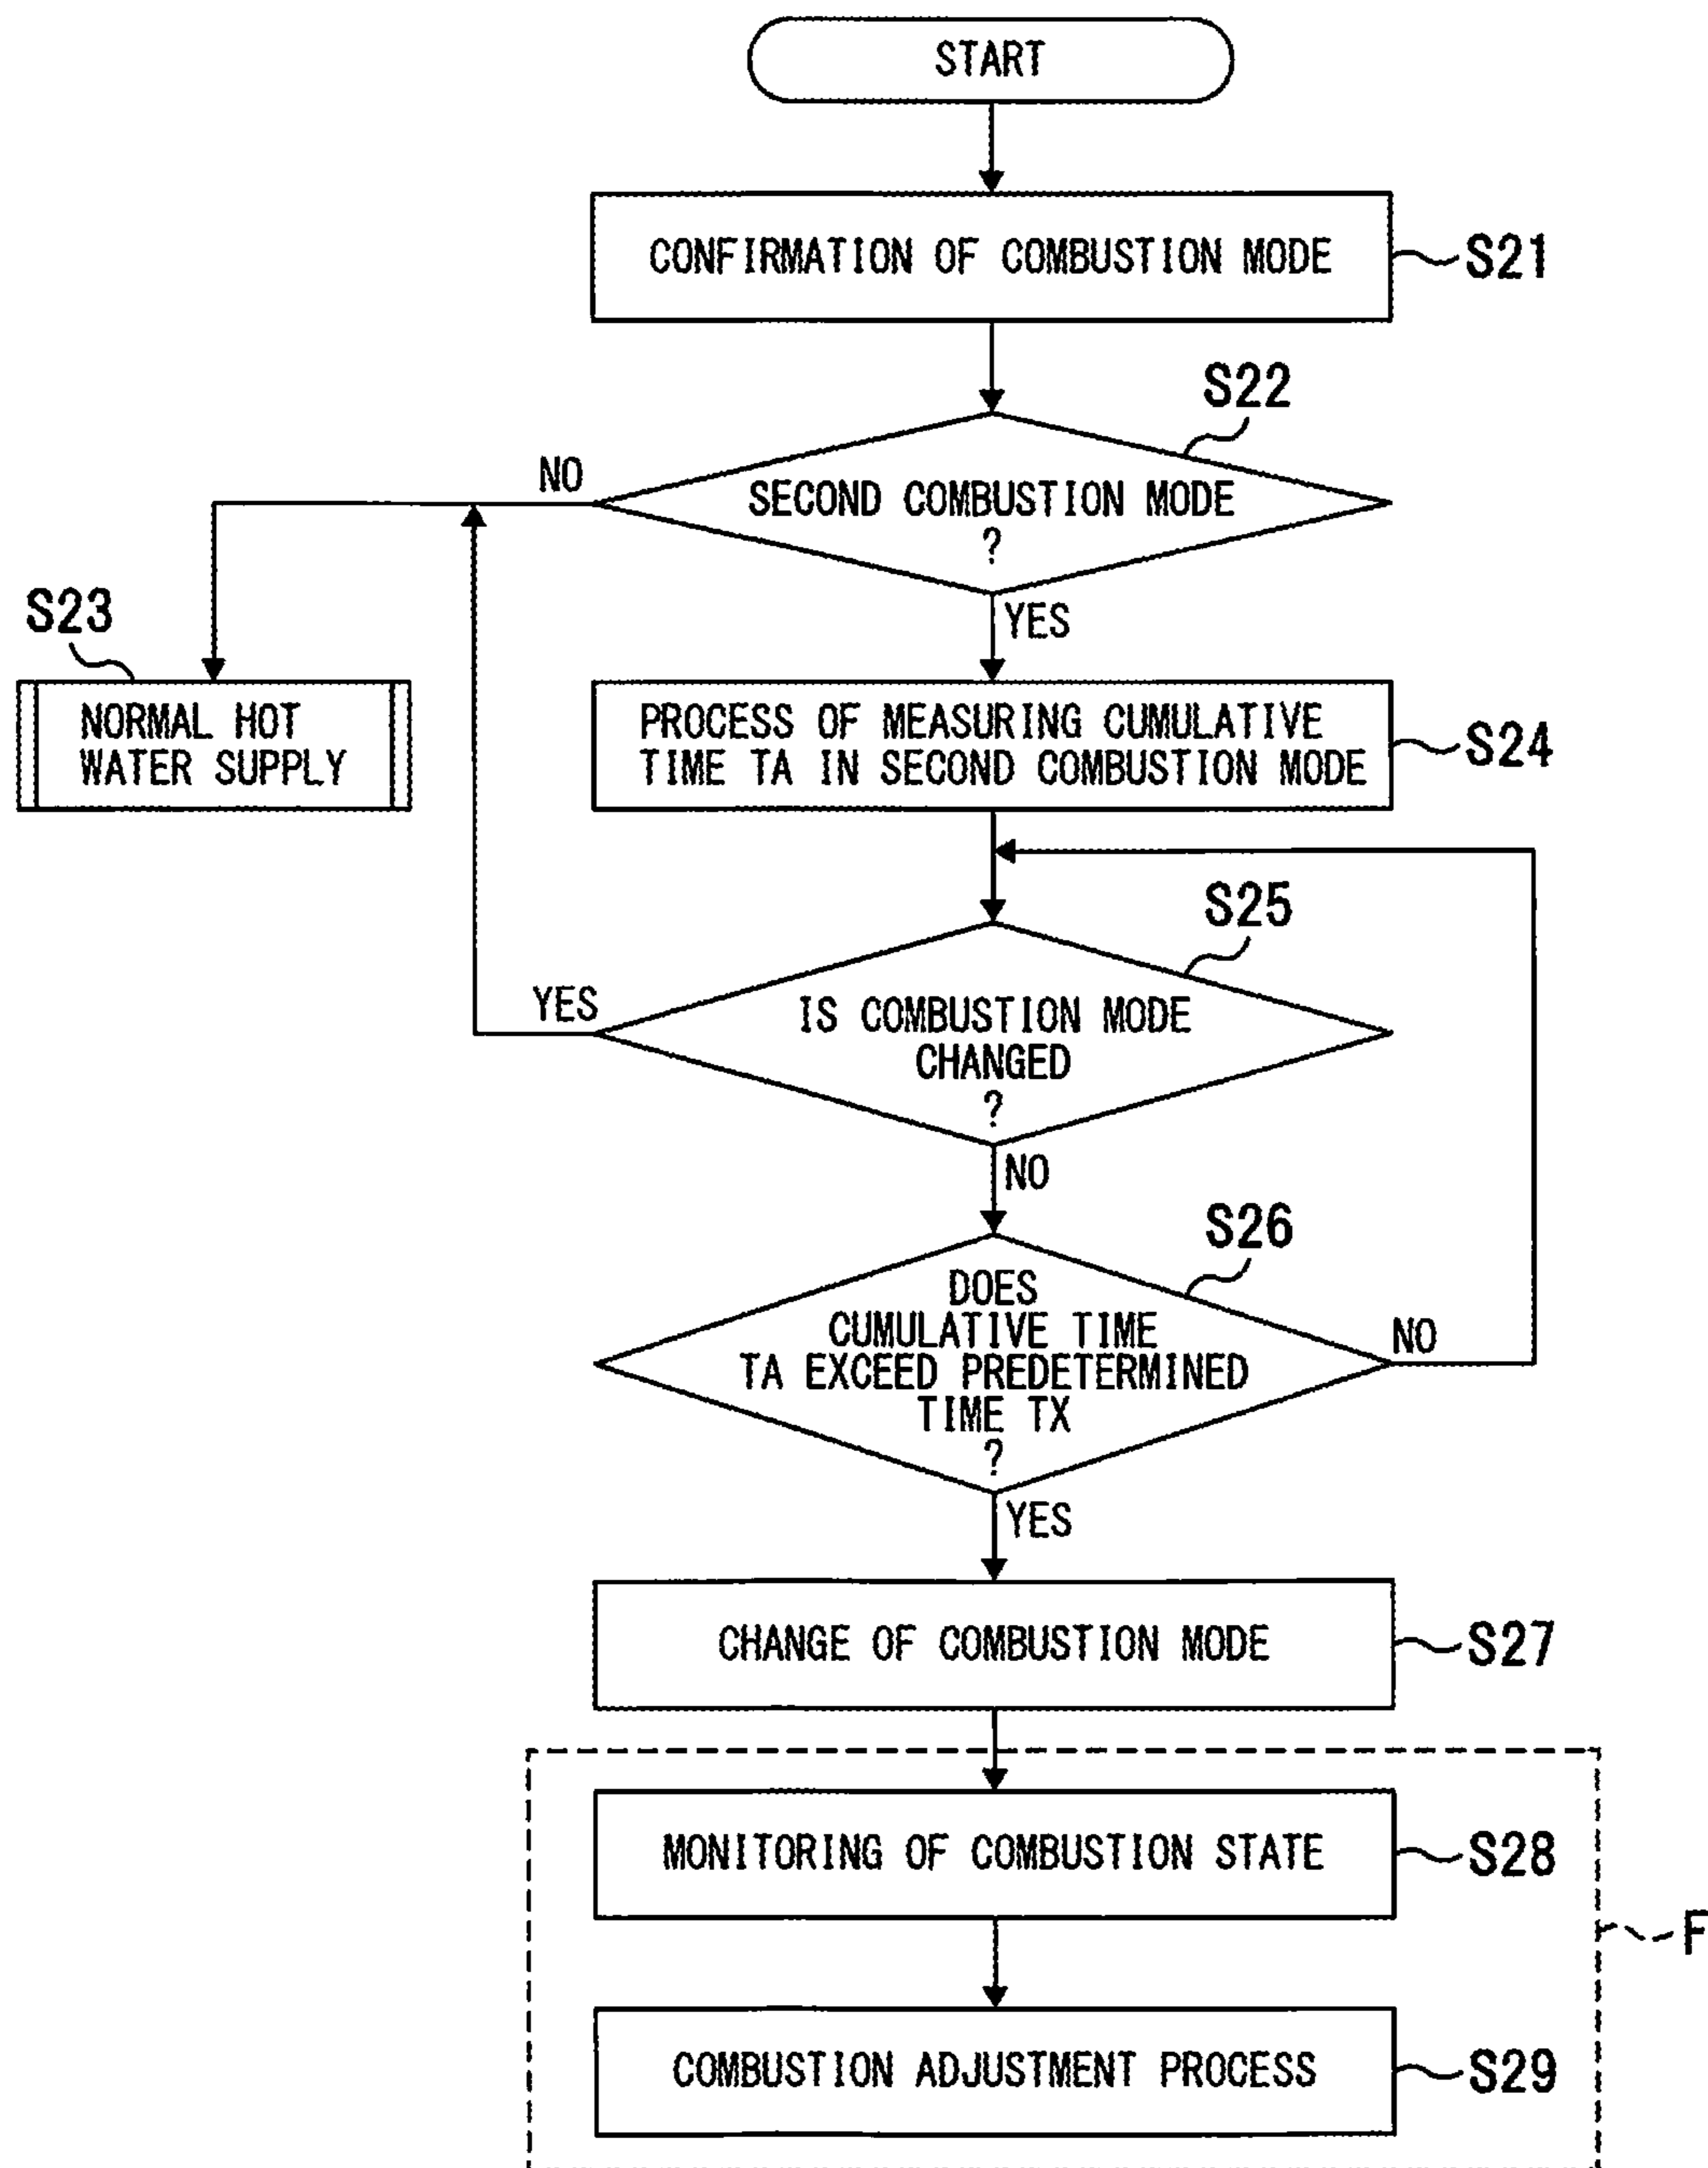 START
CONFIRMATION OF COMBUSTION MODE
S21
S22
NO
SECOND COMBUSTION MODE
?
YES
S23
NORMAL HOT
WATER SUPPLY
PROCESS OF MEASURING CUMULATIVE
TIME TA IN SECOND COMBUSTION MODE
S24
S25
YES
IS COMBUSTION MODE
CHANGED
?
NO
S26
DOES
CUMULATIVE TIME
TA EXCEED PREDETERMINED
TIME TX
?
NO
YES
CHANGE OF COMBUSTION MODE
S27
MONITORING OF COMBUSTION STATE
S28
F
COMBUSTION ADJUSTMENT PROCESS
S29